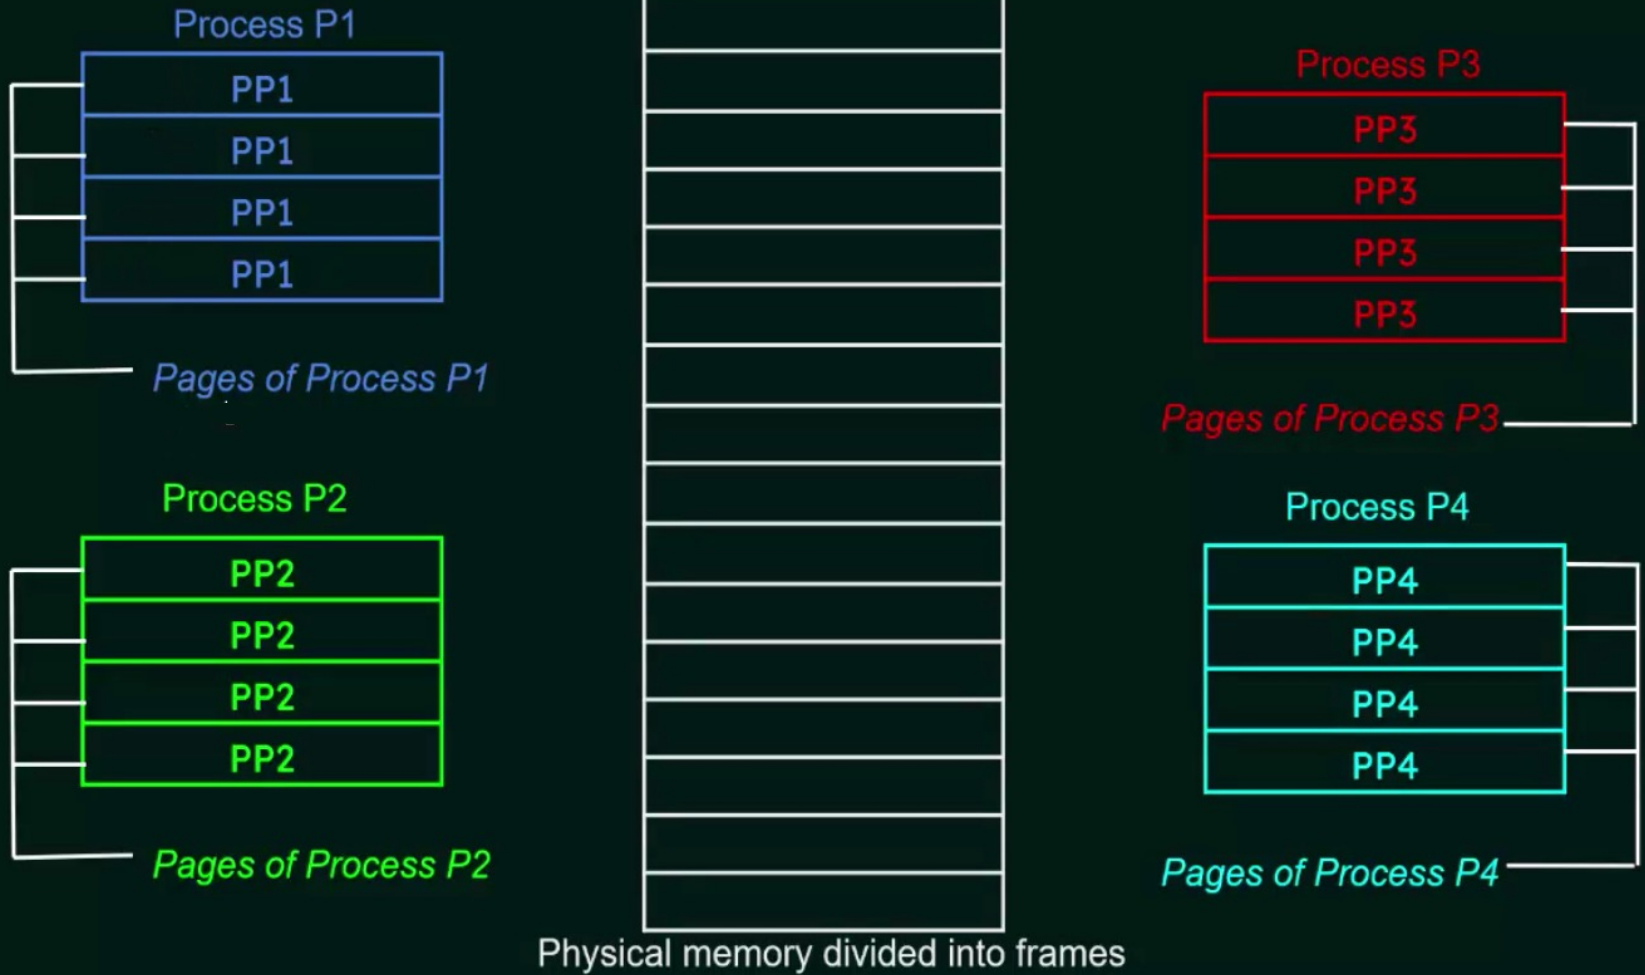 Process P1
PP1
PP1
PP1
PP1
Pages of Process P1
Process P2
PP2
PP2
PP2
PP2
Pages of Process P2
Process P3
PP3
PP3
PP3
PP3
Pages of Process P3
Process P4
PP4
PP4
PP4
PP4
Pages of Process P4
Physical memory divided into frames